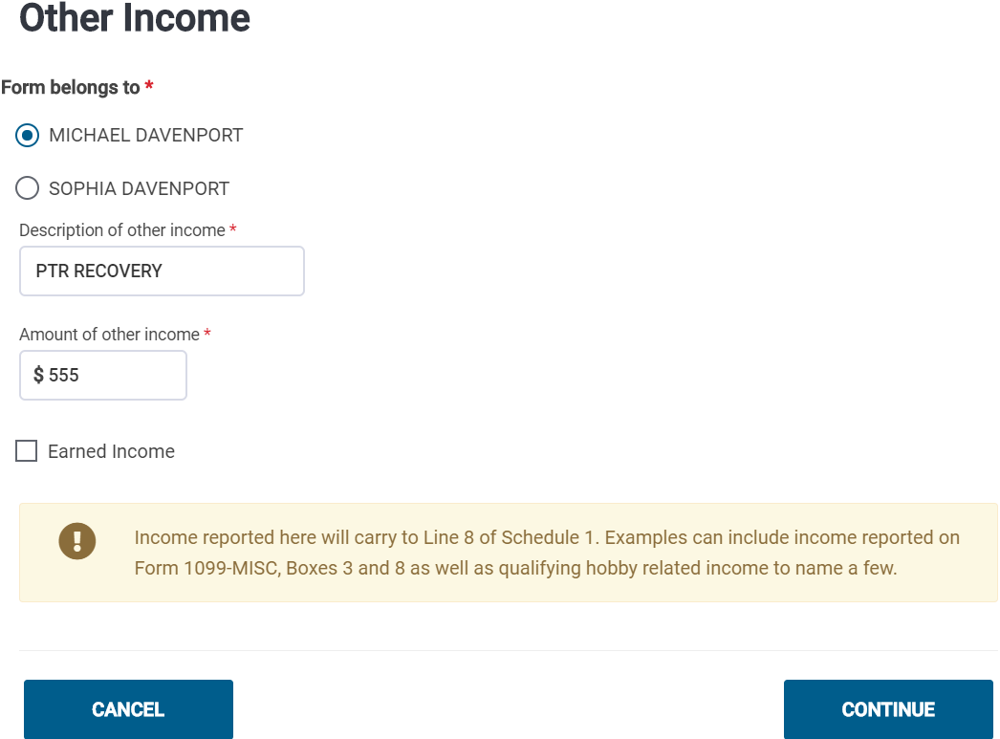 Other Income
Form belongs to *
MICHAEL DAVENPORT
SOPHIA DAVENPORT
Description of other income *
PTR RECOVERY
Amount of other income *
$ 555
Earned Income
Income reported here will carry to Line 8 of Schedule 1. Examples can include income reported on
Form 1099-MISC, Boxes 3 and 8 as well as qualifying hobby related income to name a few.
CANCEL
CONTINUE